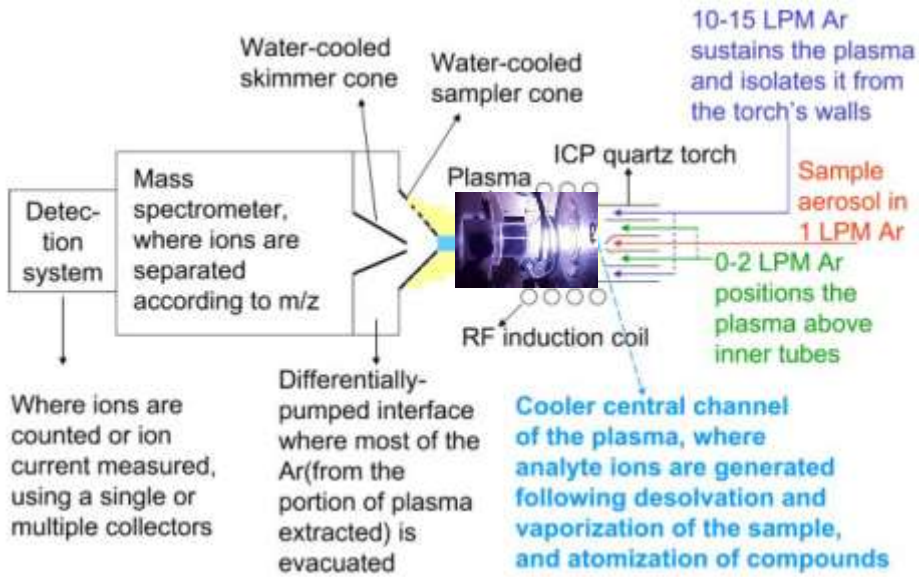 10-15 LPM Ar
sustains the plasma
and isolates it from
the torch's walls
Water-cooled
skimmer cone
Water-cooled
sampler cone
ICP quartz torch
Plasma
Sample
aerosol in
1 LPM Ar
Mass
spectrometer,
where ions are
separated
according to m/z
Detec-
tion
system
0-2 LPM Ar
positions the
plasma above
inner tubes
RF induction coil
Where ions are
counted or ion
current measured,
using a single or
multiple collectors
Differentially-
pumped interface
where most of the
Ar(from the
portion of plasma
extracted) is
evacuated
Cooler central channel
of the plasma, where
analyte ions are generated
following desolvation and
vaporization of the sample,
and atomization of compounds